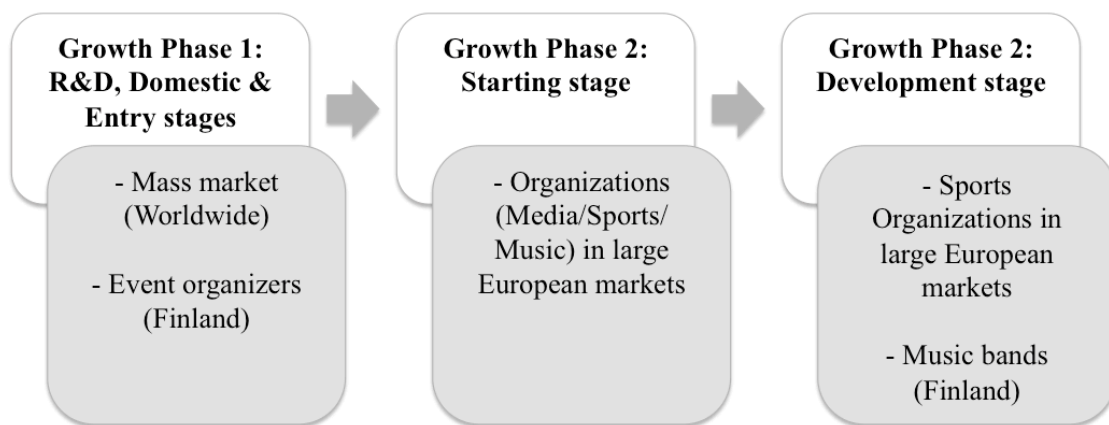 Growth Phase 1:
R&D, Domestic &
Entry stages
- Mass market
(Worldwide)
- Event organizers
(Finland)
Growth Phase 2:
Starting stage
- Organizations
(Media/Sports/
Music) in large
European markets
Growth Phase 2:
Development stage
- Sports
Organizations in
large European
markets
- Music bands
(Finland)